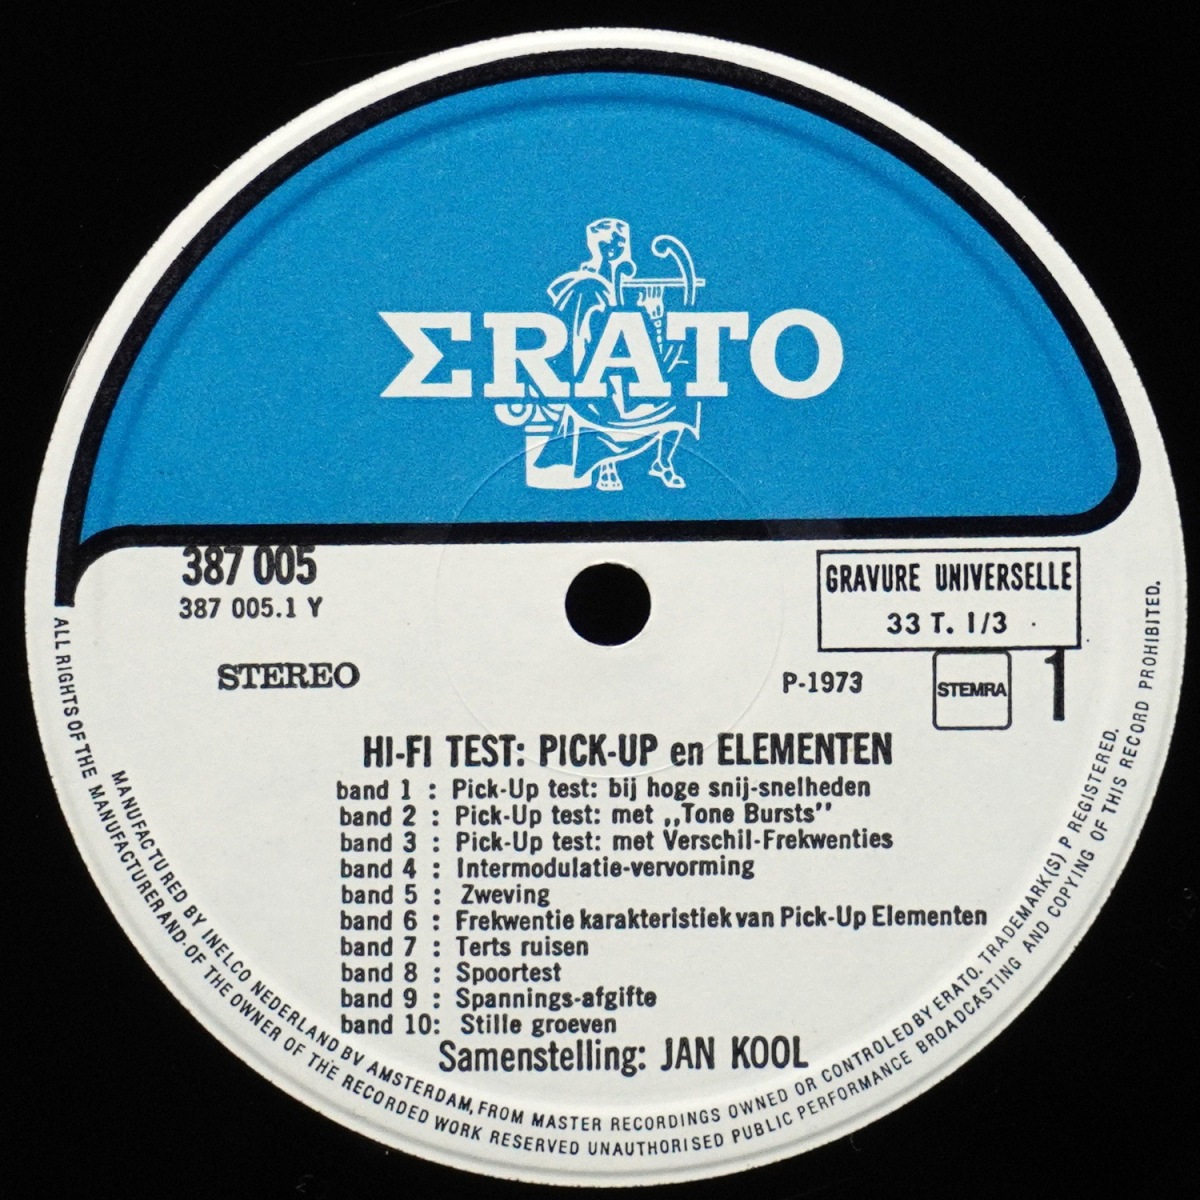 ΣRATO
387 005
387 005.1 Y
GRAVURE UNIVERSELLE
33 T. 1/3
STEREO
P-1973
STEMRA
1
HI-FI TEST: PICK-UP en ELEMENTEN
band 1 : Pick-Up test: bij hoge snij-snelheden
band 2 : Pick-Up test: met ,,Tone Bursts''
band 3 : Pick-Up test: met Verschil-Frekwenties
band 4 : Intermodulatie-vervorming
band 5 : Zweving
band 6 : Frekwentie karakteristiek van Pick-Up Elementen
band 7 : Terts ruisen
band 8 : Spoortest
band 9 : Spannings-afgifte
band 10: Stille groeven
Samenstelling: JAN KOOL
MANUFACTURED BY INELCO NEDERLAND BV AMSTERDAM, FROM MASTER RECORDINGS OWNED OR CONTROLED BY ERATO. TRADEMARK(S) P REGISTERED.
ALL RIGHTS OF THE MANUFACTURER AND OF THE OWNER OF THE RECORDED WORK RESERVED UNAUTHORISED PUBLIC PERFORMANCE BROADCASTING AND COPYING OF THIS RECORD PROHIBITED.